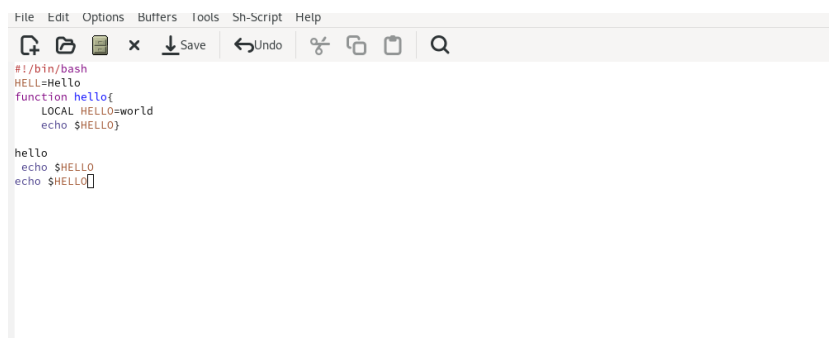 File Edit Options Buffers Tools Sh-Script Help
Save Undo
#!/bin/bash
HELL=Hello
function hello{
    LOCAL HELLO=world
    echo $HELLO}

hello
 echo $HELLO
echo $HELLO